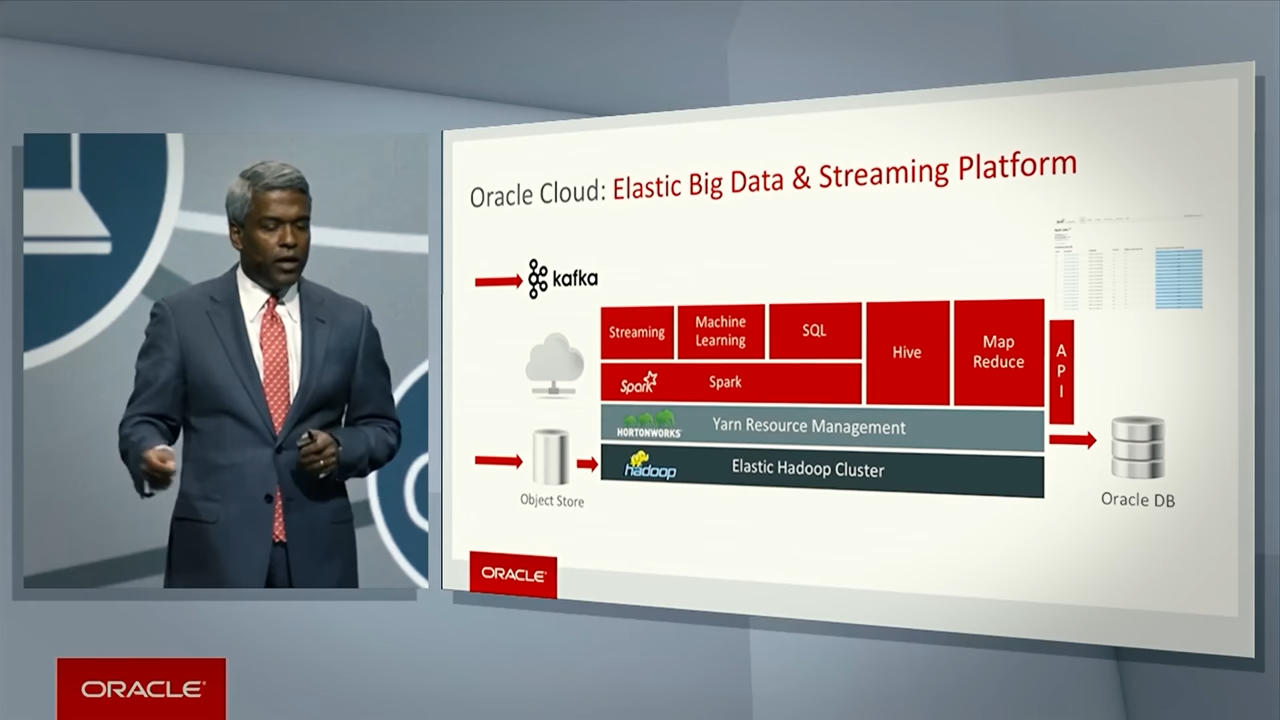 Oracle Cloud: Elastic Big Data & Streaming Platform
kafka
Streaming
Machine
Learning
SQL
Hive
Map
Reduce
A
P
I
Spark
Spark
HORTONWORKS
Yarn Resource Management
hadoop
Elastic Hadoop Cluster
Object Store
Oracle DB
ORACLE
ORACLE